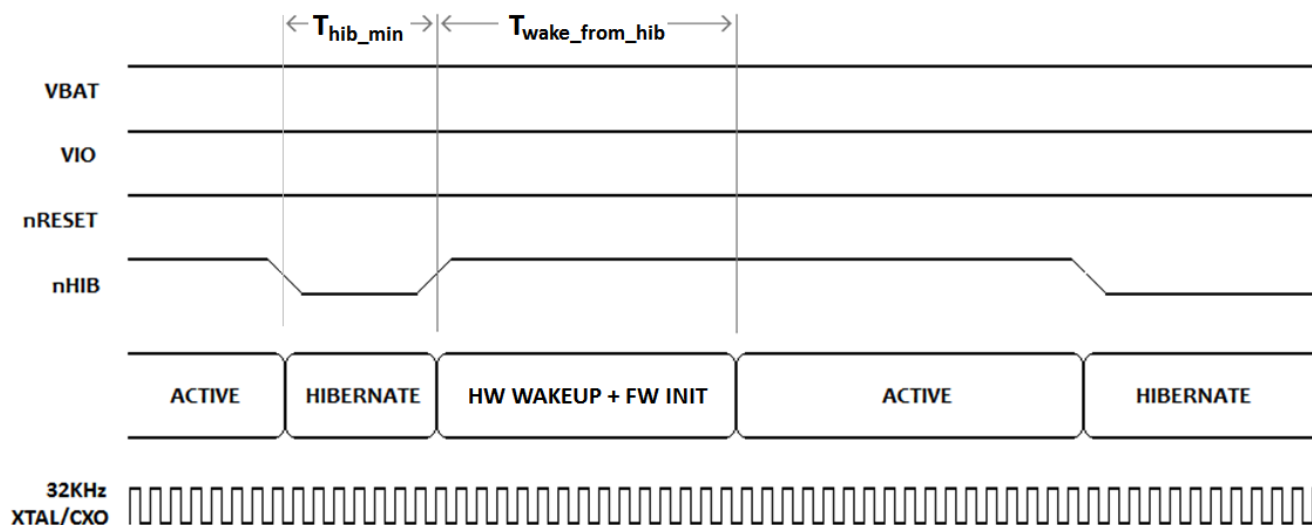 T_hib_min T_wake_from_hib
VBAT
VIO
nRESET
nHIB
ACTIVE HIBERNATE HW WAKEUP + FW INIT ACTIVE HIBERNATE
32KHz
XTAL/CXO